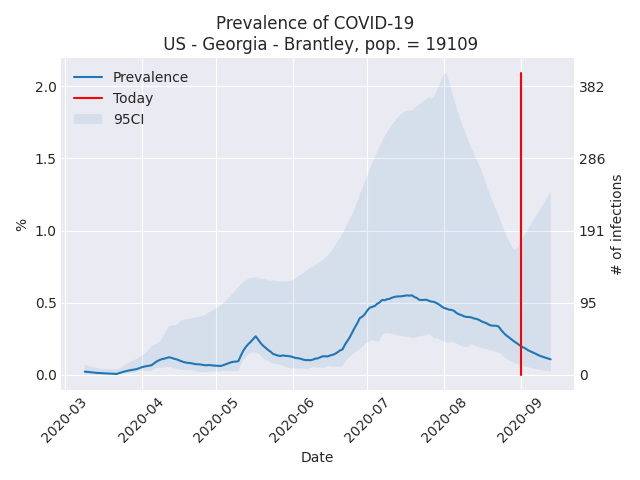 Prevalence of COVID-19
US - Georgia - Brantley, pop. = 19109
Prevalence
Today
95CI
%
2.0
1.5
1.0
0.5
0.0
382
286
191
95
0
# of infections
2020-03
2020-04
2020-05
2020-06
2020-07
2020-08
2020-09
Date